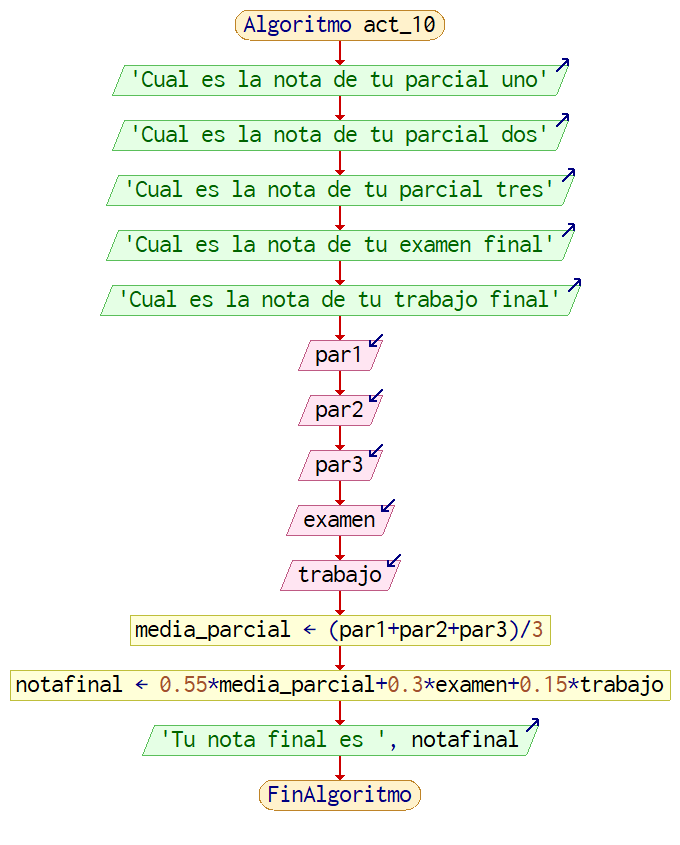 Algoritmo act_10
'Cual es la nota de tu parcial uno'
'Cual es la nota de tu parcial dos'
'Cual es la nota de tu parcial tres'
'Cual es la nota de tu examen final'
'Cual es la nota de tu trabajo final'
par1
par2
par3
examen
trabajo
media_parcial ← (par1+par2+par3)/3
notafinal ← 0.55*media_parcial+0.3*examen+0.15*trabajo
'Tu nota final es ', notafinal
FinAlgoritmo